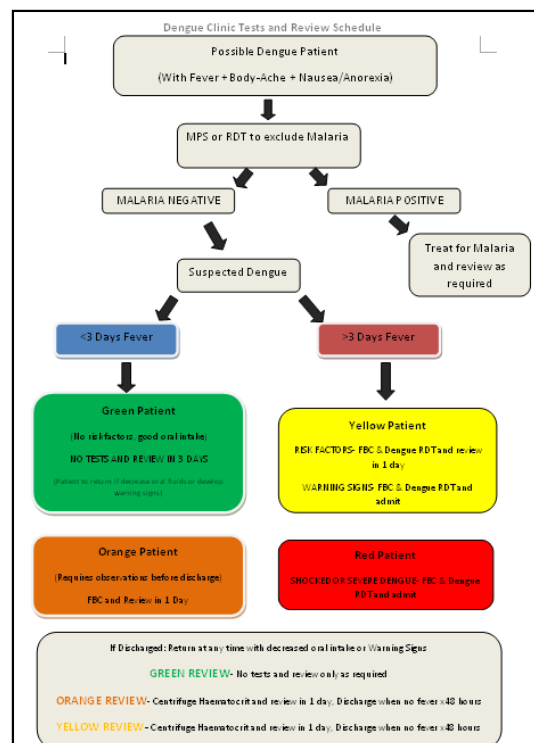 Dengue Clinic Tests and Review Schedule
Possible Dengue Patient
(With Fever + Body-Ache + Nausea/Anorexia)
MPS or RDT to exclude Malaria
MALARIA NEGATIVE
MALARIA POSITIVE
Treat for Malaria
and review as
required
Suspected Dengue
<3 Days Fever
>3 Days Fever
Green Patient
(No risk factors, good oral intake)
NO TESTS AND REVIEW IN 3 DAYS
(Patient to return if decrease oral fluids or develop
warning signs)
Yellow Patient
RISK FACTORS- FBC & Dengue RDT and review
in 1 day
WARNING SIGNS- FBC & Dengue RDT and
admit
Orange Patient
(Requires observations before discharge)
FBC and Review in 1 Day
Red Patient
SHOCKED OR SEVERE DENGUE- FBC & Dengue
RDT and admit
If Discharged: Return at any time with decreased oral intake or Warning Signs
GREEN REVIEW- No tests and review only as required
ORANGE REVIEW- Centrifuge Haematocrit and review in 1 day, Discharge when no fever x48 hours
YELLOW REVIEW- Centrifuge Haematocrit and review in 1 day, Discharge when no fever x48 hours